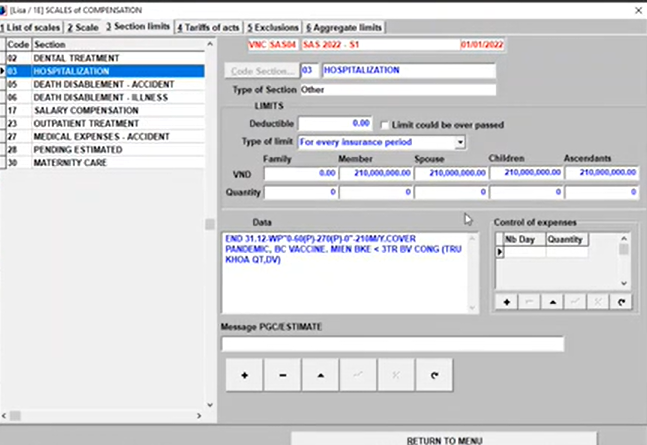 [Lisa / 1E] SCALES of COMPENSATION
1 List of scales 2 Scale 3 Section limits 4 Tariffs of acts 5 Exclusions 6 Aggregate limits
Code Section
02 DENTAL TREATMENT
03 HOSPITALIZATION
05 DEATH DISABLEMENT - ACCIDENT
06 DEATH DISABLEMENT - ILLNESS
17 SALARY COMPENSATION
23 OUTPATIENT TREATMENT
27 MEDICAL EXPENSES - ACCIDENT
28 PENDING ESTIMATED
30 MATERNITY CARE
VNC SAS04 SAS 2022 - S1 01/01/2022
Code Section... 03 HOSPITALIZATION
Type of Section Other
LIMITS
Deductible 0.00 Limit could be over passed
Type of limit For every insurance period
Family Member Spouse Children Ascendants
VND 0.00 210,000,000.00 210,000,000.00 210,000,000.00 210,000,000.00
Quantity 0 0 0 0 0
Data
END 31.12-WP"0-60(P)-270(P)-0"-210M/Y.COVER
PANDEMIC, BC VACCINE. MIEN BKE < 3TR BV CONG (TRU
KHOA QT,DV)
Control of expenses
Nb Day Quantity
Message PGC/ESTIMATE
RETURN TO MENU